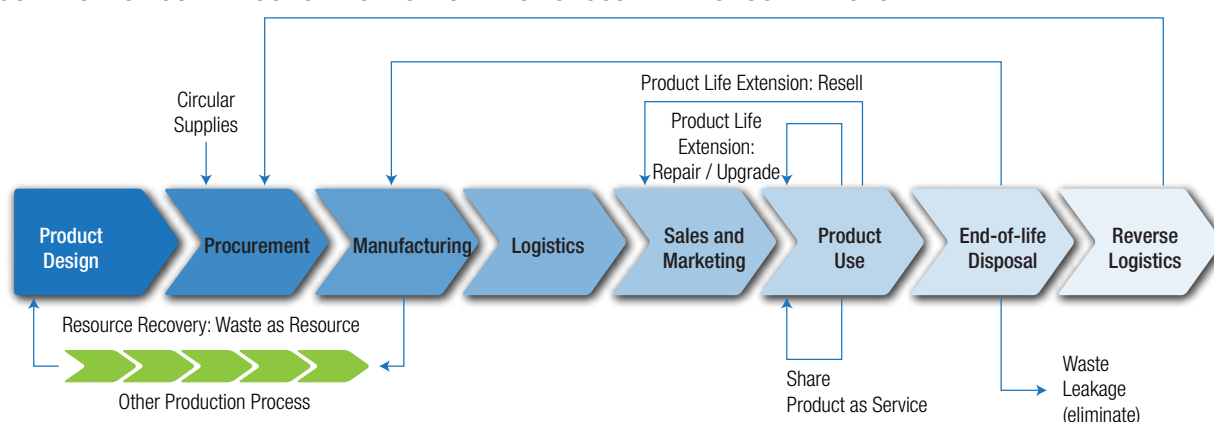 Circular
Supplies
Product Life Extension: Resell
Product Life
Extension:
Repair / Upgrade
Product
Design
Procurement
Manufacturing
Logistics
Sales and
Marketing
Product
Use
End-of-life
Disposal
Reverse
Logistics
Resource Recovery: Waste as Resource
Other Production Process
Share
Product as Service
Waste
Leakage
(eliminate)